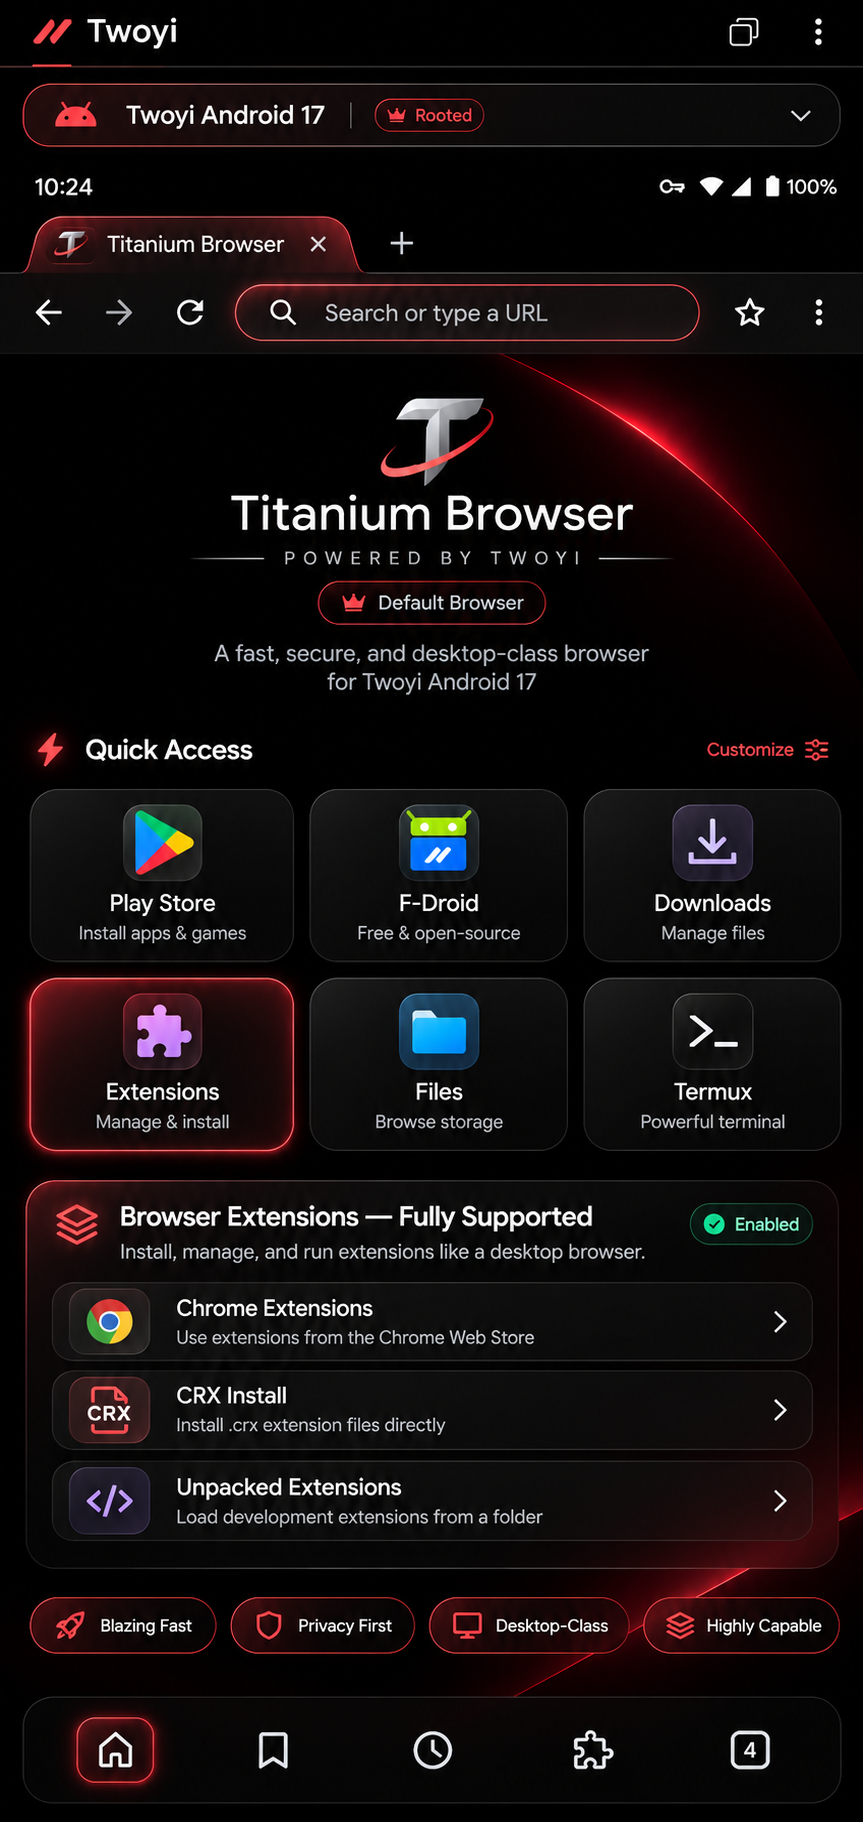 Twoyi
Twoyi Android 17
Rooted
10:24
100%
Titanium Browser
Search or type a URL
Titanium Browser
POWERED BY TWOYI
Default Browser
A fast, secure, and desktop-class browser
for Twoyi Android 17
Quick Access
Customize
Play Store
Install apps & games
F-Droid
Free & open-source
Downloads
Manage files
Extensions
Manage & install
Files
Browse storage
Termux
Powerful terminal
Browser Extensions — Fully Supported
Install, manage, and run extensions like a desktop browser.
Enabled
Chrome Extensions
Use extensions from the Chrome Web Store
CRX
CRX Install
Install .crx extension files directly
Unpacked Extensions
Load development extensions from a folder
Blazing Fast
Privacy First
Desktop-Class
Highly Capable
4